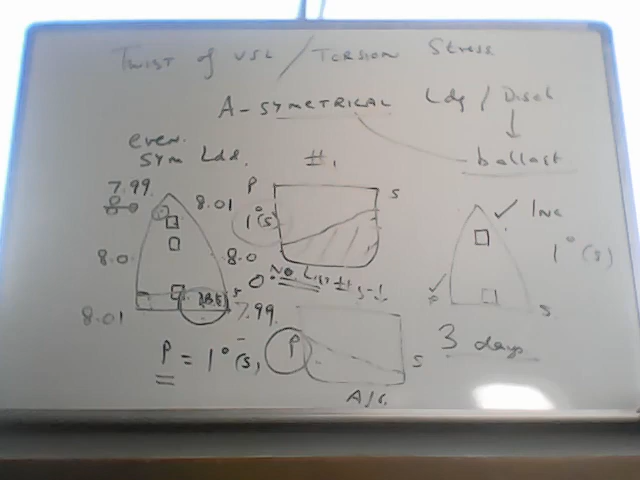 TWIST of VSL / TORSION STRESS
A-SYMETRICAL Ldg / Disch
ballast
even.
sym Ldg.
#1
7.99
8.01
P
S
1°(s)
8.0
8.0
0° No List
8.01
7.99
S
P = 1°(s)
P
S
A/c.
Inc
1°(s)
S
3 days